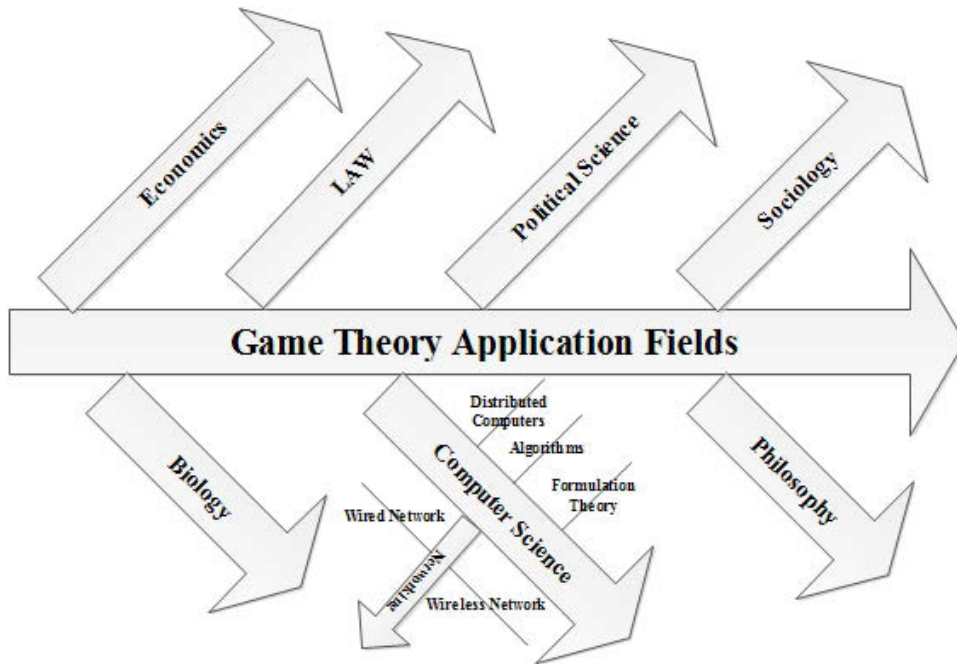 Economics
LAW
Political Science
Sociology
Game Theory Application Fields
Biology
Computer Science
Distributed
Computers
Algorithms
Formulation
Theory
Wired Network
Networking
Wireless Network
Philosophy